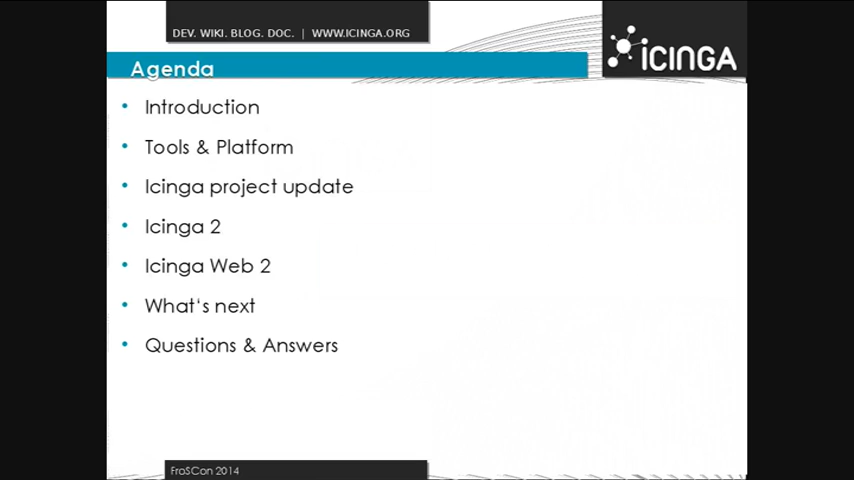 DEV. WIKI. BLOG. DOC. | WWW.ICINGA.ORG
ICINGA
Agenda
• Introduction
• Tools & Platform
• Icinga project update
• Icinga 2
• Icinga Web 2
• What‘s next
• Questions & Answers
FroSCon 2014